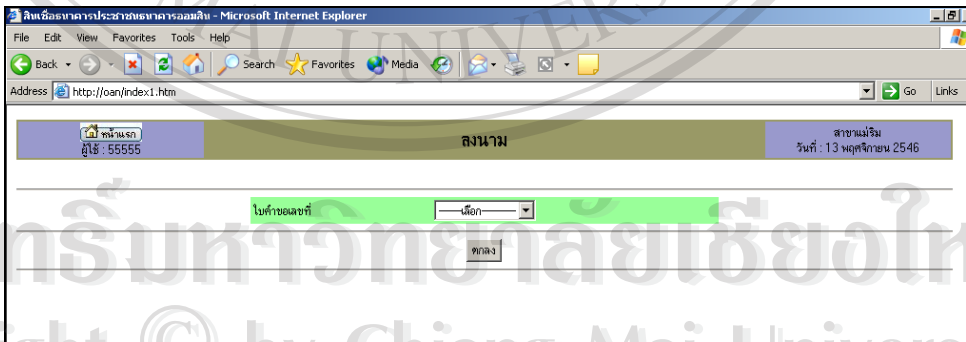 สินเชื่อธนาคารประชาชนธนาคารออมสิน - Microsoft Internet Explorer
File Edit View Favorites Tools Help
Back Search Favorites Media
Address http://oan/index1.htm Go Links
หน้าแรก
ผู้ใช้ : 55555
ลงนาม
สาขาแม่ริม
วันที่ : 13 พฤศจิกายน 2546
ใบคำขอเลขที่ -----เลือก-----
ตกลง